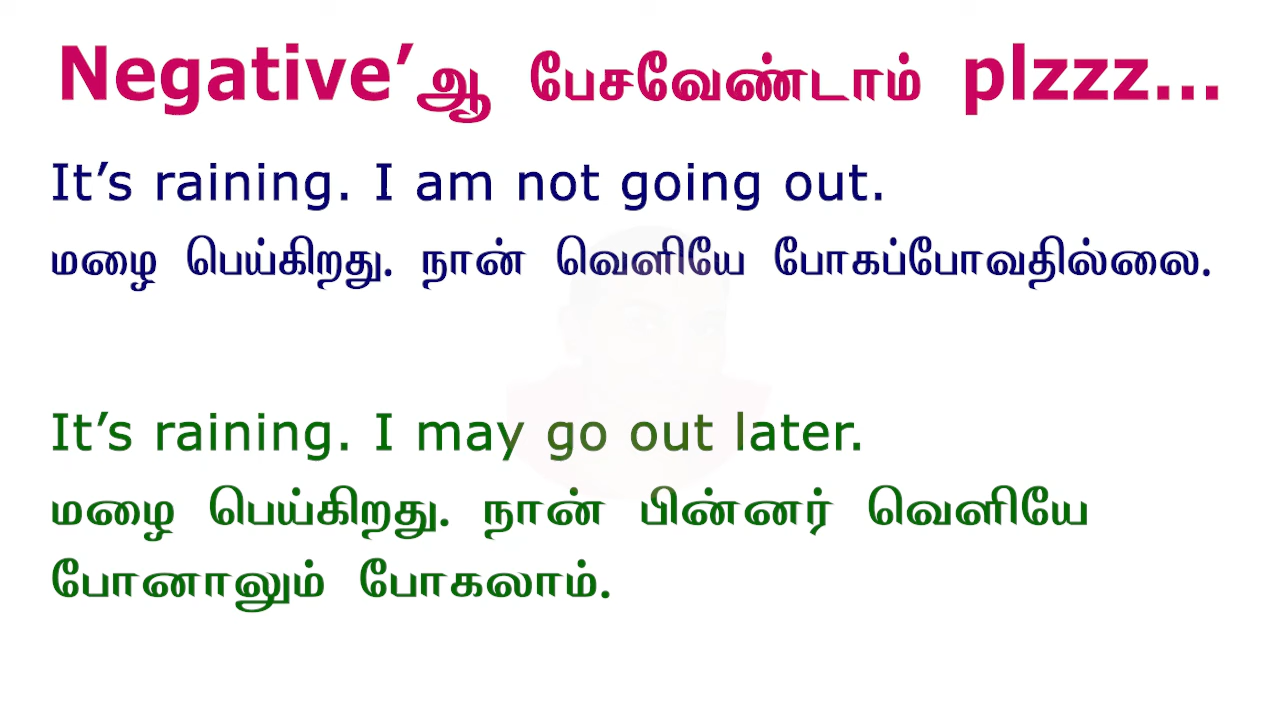 Negative’ஆ பேசவேண்டாம் plzzz...
It’s raining. I am not going out.
மழை பெய்கிறது. நான் வெளியே போகப்போவதில்லை.
It’s raining. I may go out later.
மழை பெய்கிறது. நான் பின்னர் வெளியே
போனாலும் போகலாம்.